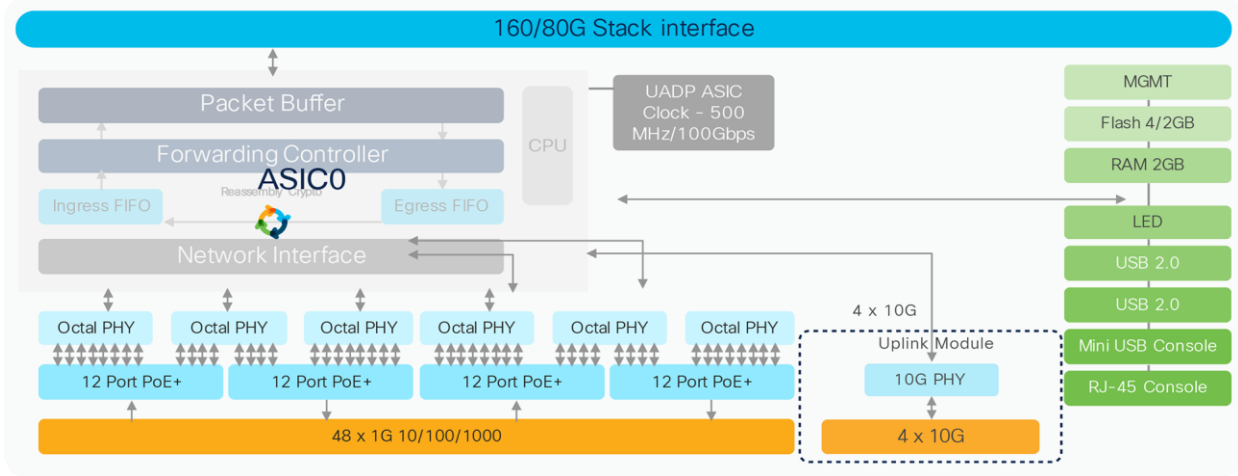 160/80G Stack interface
Packet Buffer
Forwarding Controller
ASIC0
Reassembly Crypto
Ingress FIFO
Egress FIFO
Network Interface
CPU
UADP ASIC
Clock - 500
MHz/100Gbps
MGMT
Flash 4/2GB
RAM 2GB
LED
USB 2.0
USB 2.0
Mini USB Console
RJ-45 Console
Octal PHY
Octal PHY
Octal PHY
Octal PHY
Octal PHY
Octal PHY
12 Port PoE+
12 Port PoE+
12 Port PoE+
12 Port PoE+
48 x 1G 10/100/1000
4 x 10G
Uplink Module
10G PHY
4 x 10G